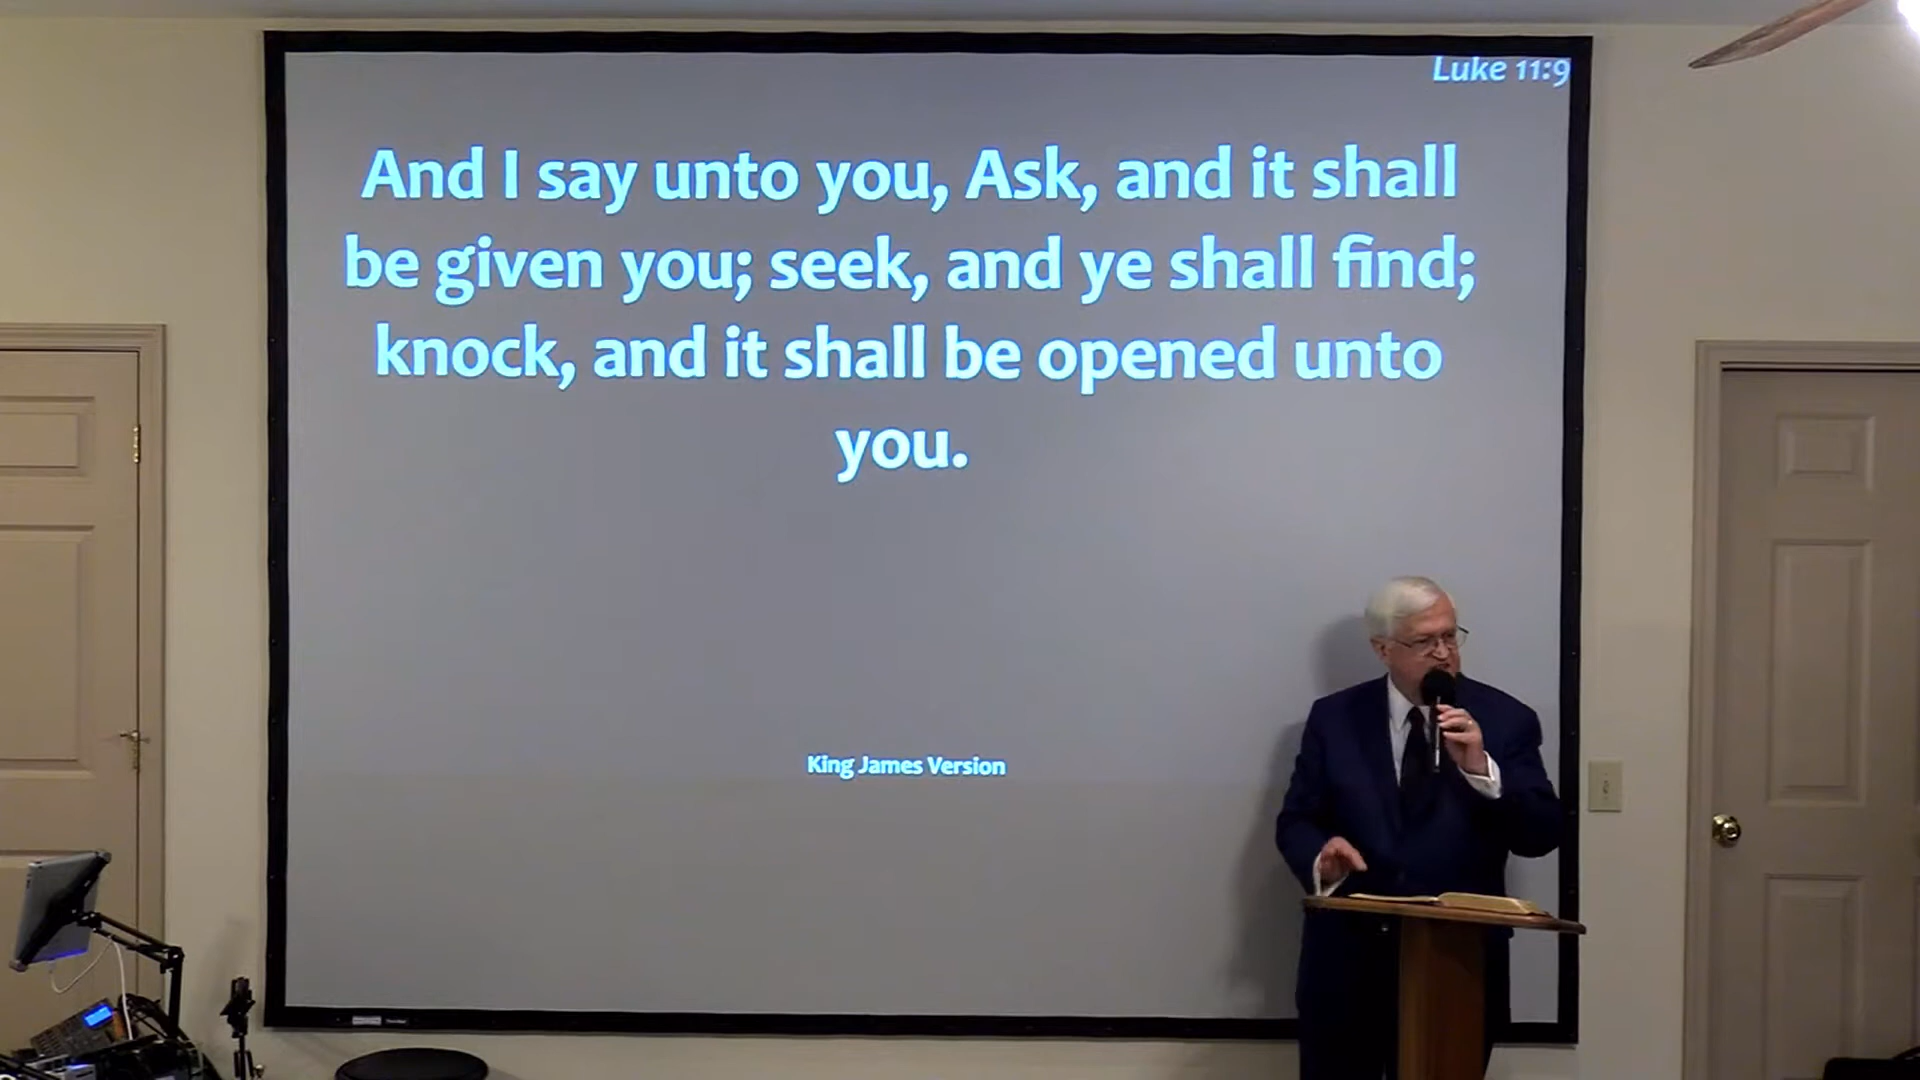 Luke 11:9
And I say unto you, Ask, and it shall
be given you; seek, and ye shall find;
knock, and it shall be opened unto
you.
King James Version